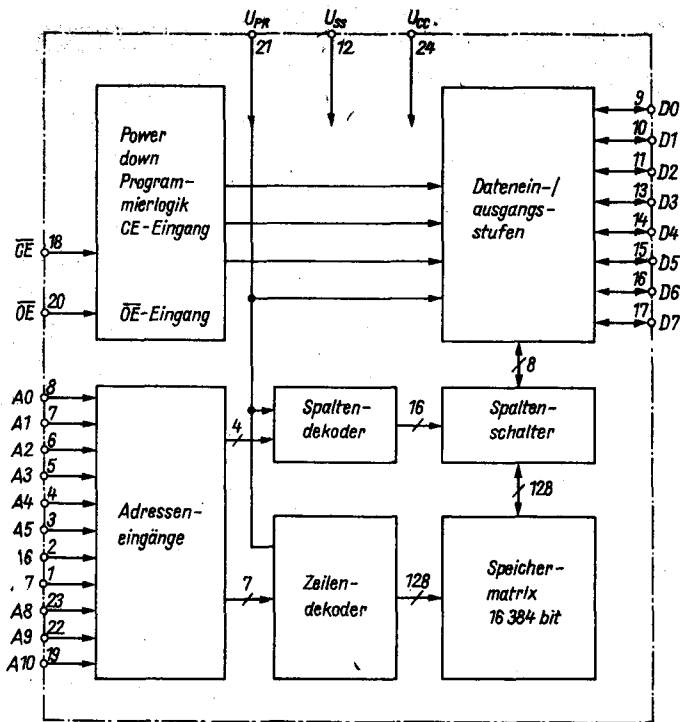 U_PR U_SS U_CC.
21 12 24
Power
down
Program-
mierlogik
CE-Eingang
OE-Eingang
CE 18
OE 20
Datenein-/
ausgangs-
stufen
9 D0
10 D1
11 D2
13 D3
14 D4
15 D5
16 D6
17 D7
8
A0 8
A1 7
A2 6
A3 5
A4 4
A5 3
16 2
7 1
A8 23
A9 22
A10 19
Adressen-
eingänge
4
Spalten-
dekoder
16
Spalten-
schalter
128
7
Zeilen-
dekoder
128
Speicher-
matrix
16 384 bit